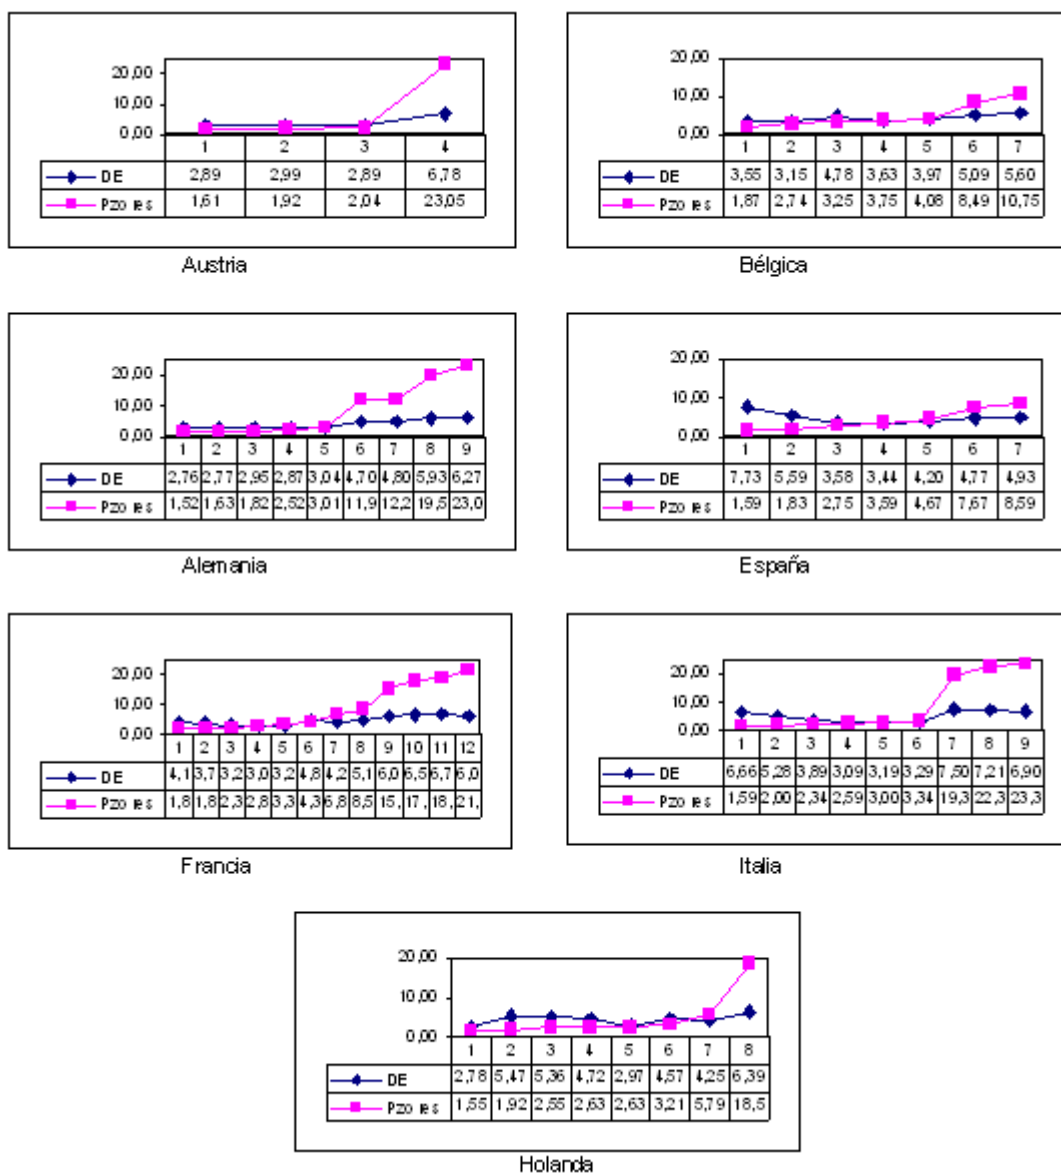 20,00
10,00
0,00
1 2 3 4
DE 2,89 2,99 2,89 6,78
Pzo res 1,61 1,92 2,04 23,05
Austria
20,00
10,00
0,00
1 2 3 4 5 6 7
DE 3,55 3,15 4,78 3,63 3,97 5,09 5,60
Pzo res 1,87 2,74 3,25 3,75 4,08 8,49 10,75
Bélgica
20,00
10,00
0,00
1 2 3 4 5 6 7 8 9
DE 2,76 2,77 2,95 2,87 3,04 4,70 4,80 5,93 6,27
Pzo res 1,52 1,63 1,82 2,52 3,01 11,9 12,2 19,5 23,0
Alemania
20,00
10,00
0,00
1 2 3 4 5 6 7
DE 7,73 5,59 3,58 3,44 4,20 4,77 4,93
Pzo res 1,59 1,83 2,75 3,59 4,67 7,67 8,59
España
20,00
10,00
0,00
1 2 3 4 5 6 7 8 9 10 11 12
DE 4,1 3,7 3,2 3,0 3,2 4,8 4,2 5,1 6,0 6,5 6,7 6,0
Pzo res 1,8 1,8 2,3 2,8 3,3 4,3 6,8 8,5 15, 17, 18, 21,
Francia
20,00
10,00
0,00
1 2 3 4 5 6 7 8 9
DE 6,66 5,28 3,89 3,09 3,19 3,29 7,50 7,21 6,90
Pzo res 1,59 2,00 2,34 2,59 3,00 3,34 19,3 22,3 23,3
Italia
20,00
10,00
0,00
1 2 3 4 5 6 7 8
DE 2,78 5,47 5,36 4,72 2,97 4,57 4,25 6,39
Pzo res 1,55 1,92 2,55 2,63 2,63 3,21 5,79 18,5
Holanda